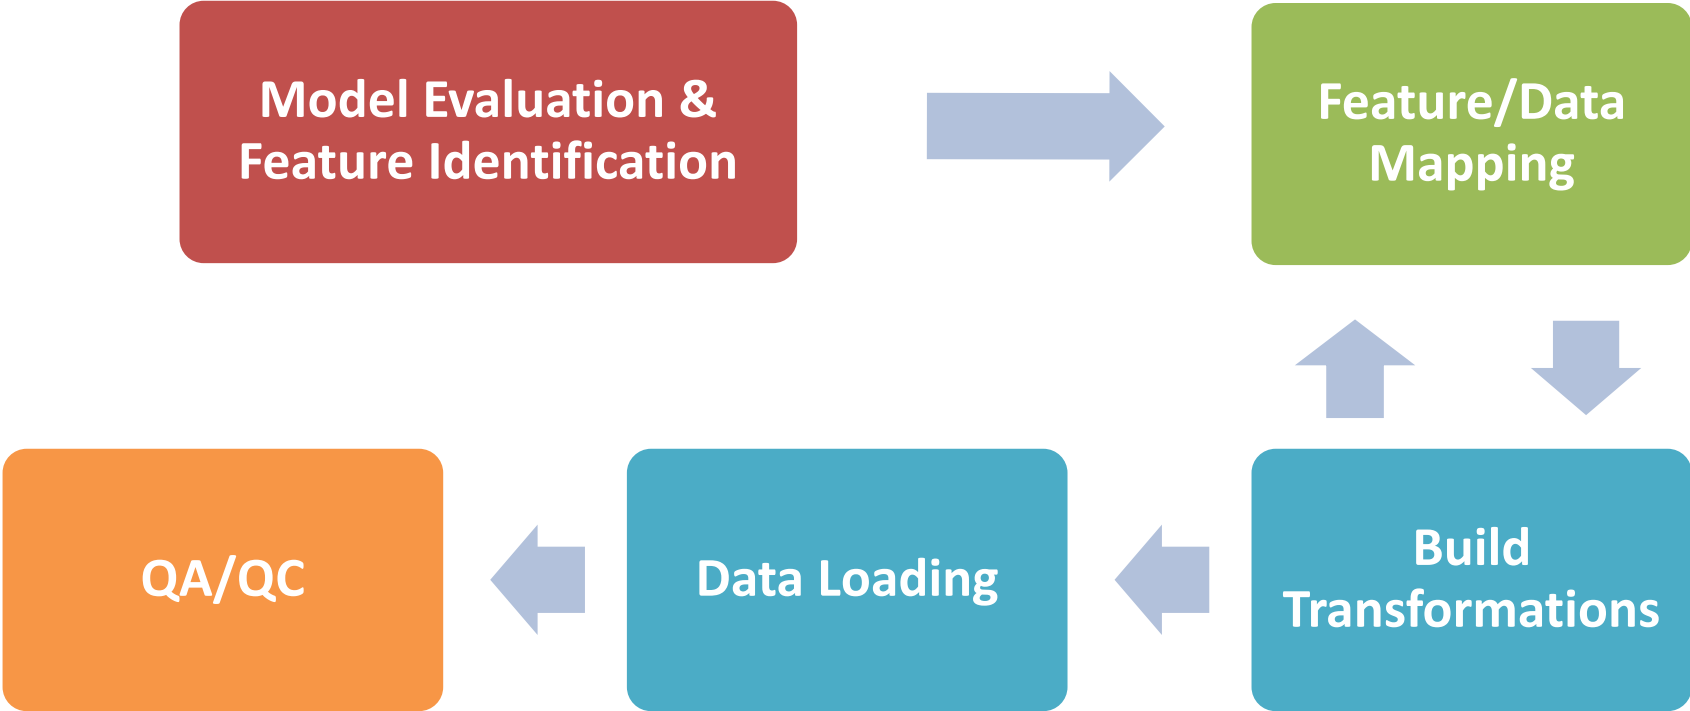 Model Evaluation &
Feature Identification
Feature/Data
Mapping
Build
Transformations
Data Loading
QA/QC